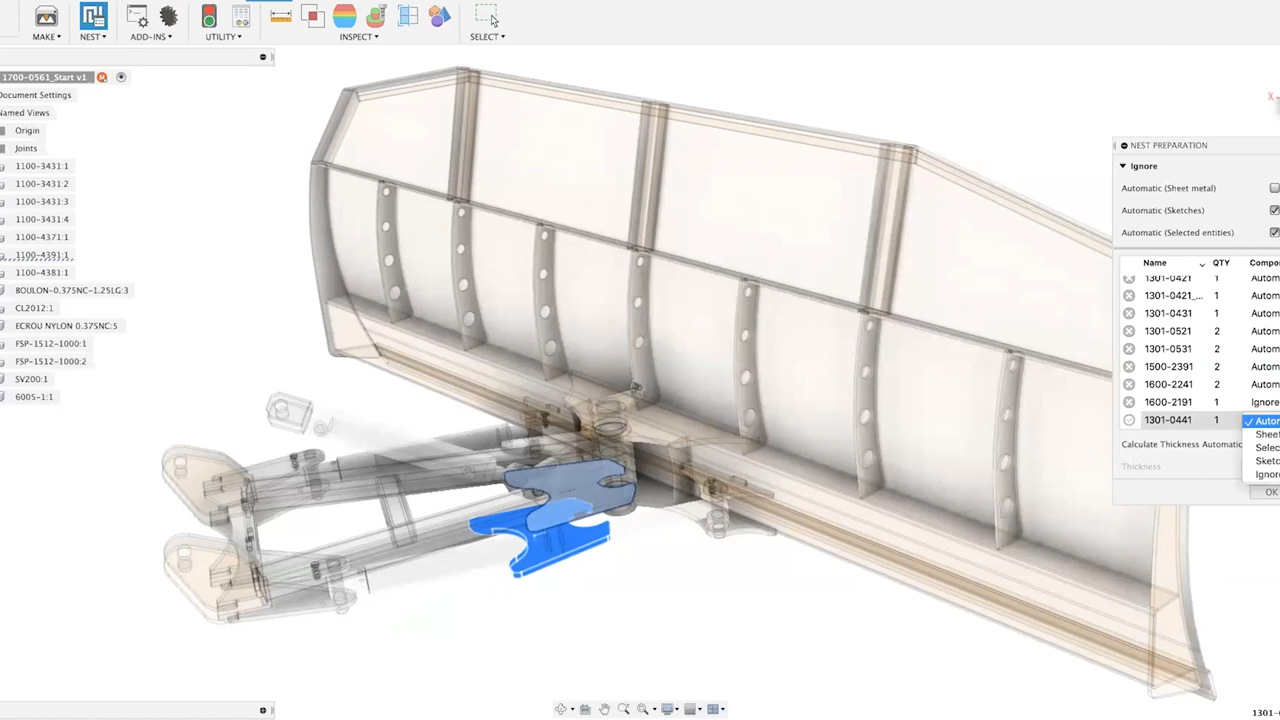 MAKE▾ NEST▾ ADD-INS▾ UTILITY▾ INSPECT▾ SELECT▾
1700-0561_Start v1
Document Settings
Named Views
Origin
Joints
1100-3431:1
1100-3431:2
1100-3431:3
1100-3431:4
1100-4371:1
1100-4391:1
1100-4381:1
BOULON-0.375NC-1.25LG:3
CL2012:1
ECROU NYLON 0.375NC:5
FSP-1512-1000:1
FSP-1512-1000:2
SV200:1
6005-1:1
X
NEST PREPARATION
Ignore
Automatic (Sheet metal)
Automatic (Sketches)
Automatic (Selected entities)
Name QTY Compo
1301-0421 1 Autom
1301-0421_... 1 Autom
1301-0431 1 Autom
1301-0521 2 Autom
1301-0531 2 Autom
1500-2391 2 Autom
1600-2241 2 Autom
1600-2191 1 Ignore
1301-0441 1 ✓ Autom
Sheet
Selec
Sketc
Ignor
Calculate Thickness Automatic
Thickness
OK